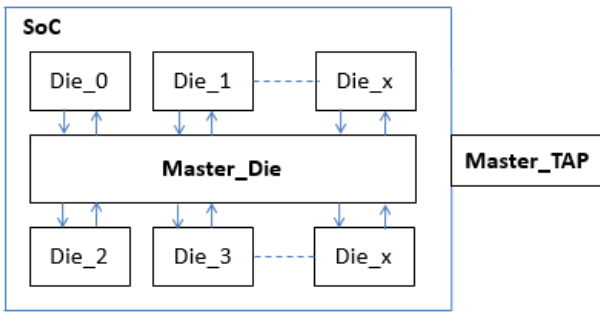 SoC
Die_0
Die_1
Die_x
Master_Die
Master_TAP
Die_2
Die_3
Die_x